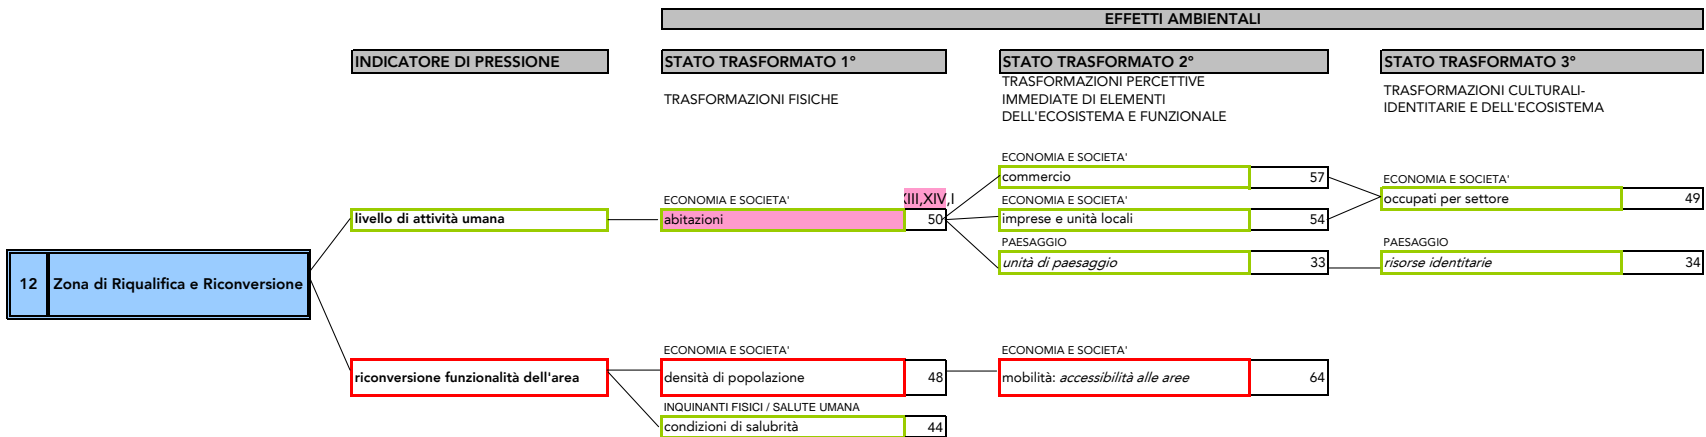 EFFETTI AMBIENTALI
INDICATORE DI PRESSIONE
STATO TRASFORMATO 1°
STATO TRASFORMATO 2°
STATO TRASFORMATO 3°
TRASFORMAZIONI FISICHE
TRASFORMAZIONI PERCETTIVE
IMMEDIATE DI ELEMENTI
DELL'ECOSISTEMA E FUNZIONALE
TRASFORMAZIONI CULTURALI-
IDENTITARIE E DELL'ECOSISTEMA
ECONOMIA E SOCIETA'
commercio 57
ECONOMIA E SOCIETA'
occupati per settore 49
ECONOMIA E SOCIETA'
XIII,XIV,I
ECONOMIA E SOCIETA'
livello di attività umana
abitazioni 50
imprese e unità locali 54
PAESAGGIO
unità di paesaggio 33
PAESAGGIO
risorse identitarie 34
12 Zona di Riqualifica e Riconversione
ECONOMIA E SOCIETA'
ECONOMIA E SOCIETA'
riconversione funzionalità dell'area
densità di popolazione 48
mobilità: accessibilità alle aree 64
INQUINANTI FISICI / SALUTE UMANA
condizioni di salubrità 44